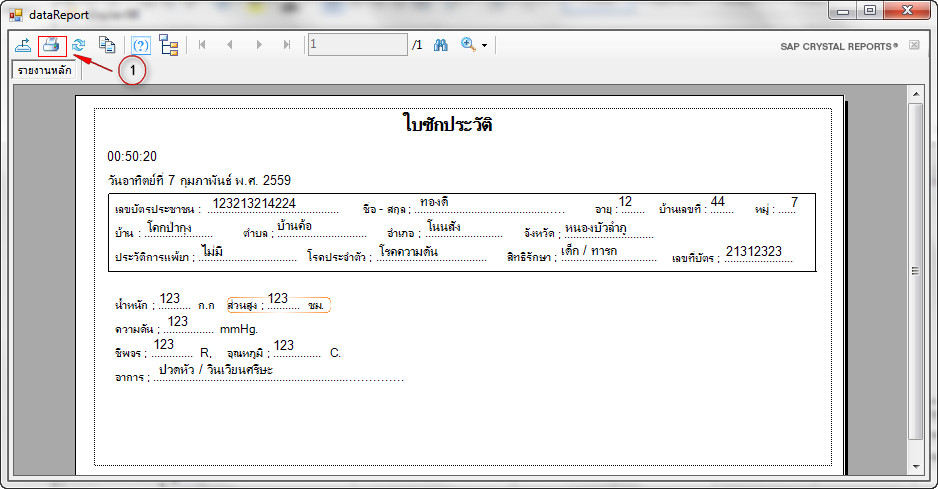 dataReport
1 /1 SAP CRYSTAL REPORTS®
รายงานหลัก
1
ใบซักประวัติ
00:50:20
วันอาทิตย์ที่ 7 กุมภาพันธ์ พ.ศ. 2559
เลขบัตรประชาชน : 123213214224 ชื่อ - สกุล ; ทองดี อายุ ; 12 บ้านเลขที่ : 44 หมู่ : 7
บ้าน : โคกป่ากุง ตำบล ; บ้านค้อ อำเภอ ; โนนสัง จังหวัด ; หนองบัวลำภู
ประวัติการแพ้ยา ; ไม่มี โรคประจำตัว ; โรคความดัน สิทธิรักษา ; เด็ก / ทารก เลขที่บัตร ; 21312323
น้ำหนัก ; 123 ก.ก ส่วนสูง ; 123 ซม.
ความดัน ; 123 mmHg.
ชีพจร ; 123 R, อุณหภูมิ ; 123 C.
อาการ ; ปวดหัว / วินเวียนศรีษะ